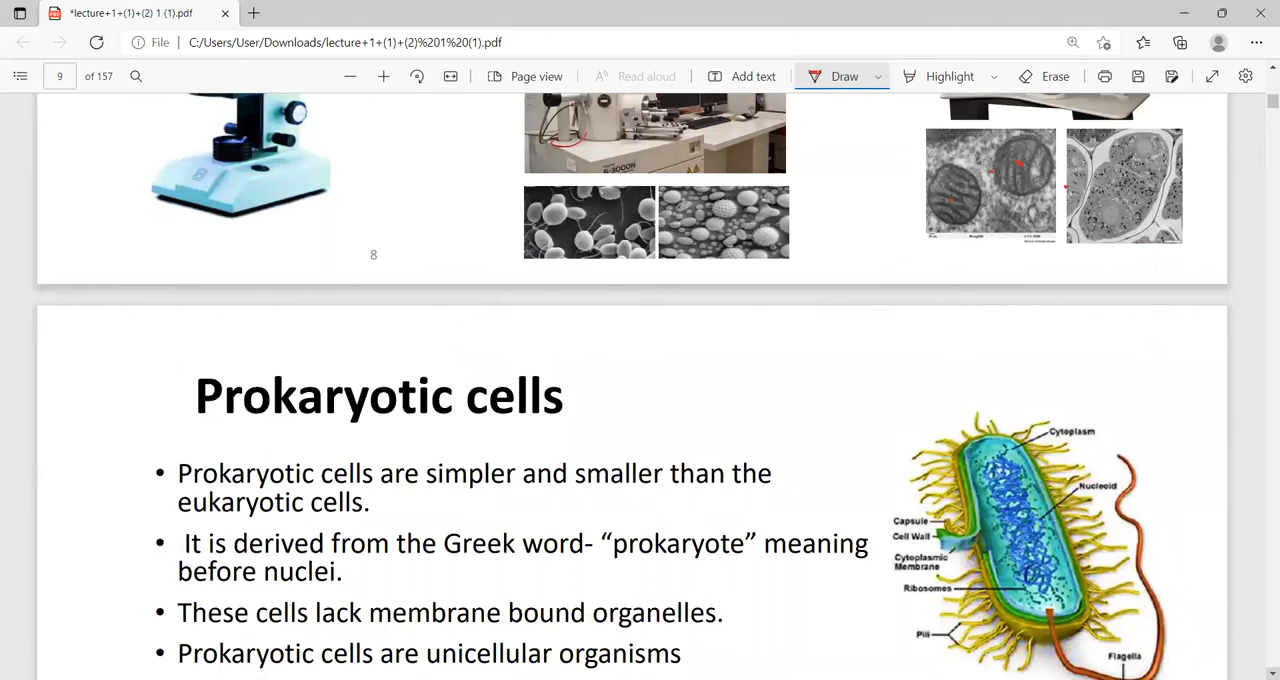 *lecture+1+(1)+(2) 1 (1).pdf
File
C:/Users/User/Downloads/lecture+1+(1)+(2)%201%20(1).pdf
9 of 157
Page view
Read aloud
Add text
Draw
Highlight
Erase
8
Prokaryotic cells
• Prokaryotic cells are simpler and smaller than the
eukaryotic cells.
• It is derived from the Greek word- “prokaryote” meaning
before nuclei.
• These cells lack membrane bound organelles.
• Prokaryotic cells are unicellular organisms
Cytoplasm
Nucleoid
Capsule
Cell Wall
Cytoplasmic
Membrane
Ribosomes
Pili
Flagella